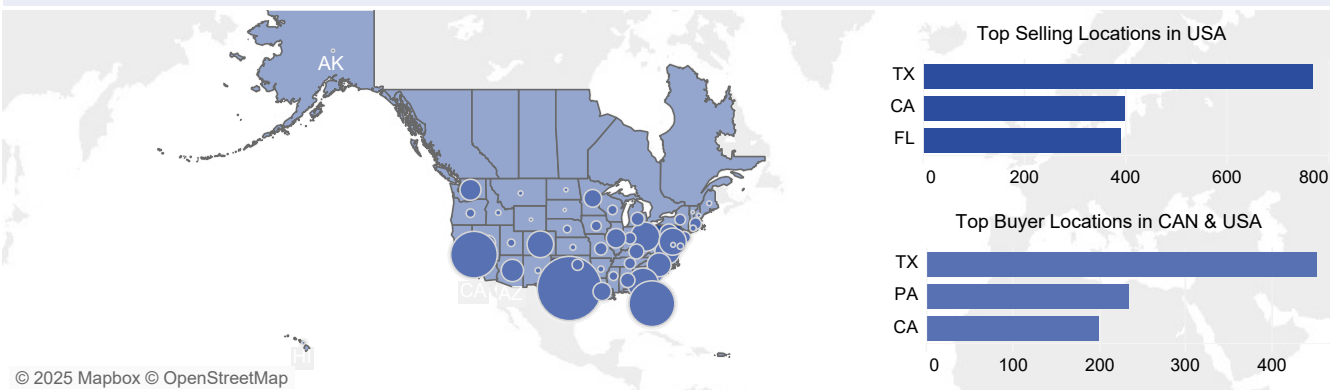 AK
CA
AZ
HI
© 2025 Mapbox © OpenStreetMap
Top Selling Locations in USA
TX
CA
FL
0 200 400 600 800
Top Buyer Locations in CAN & USA
TX
PA
CA
0 100 200 300 400